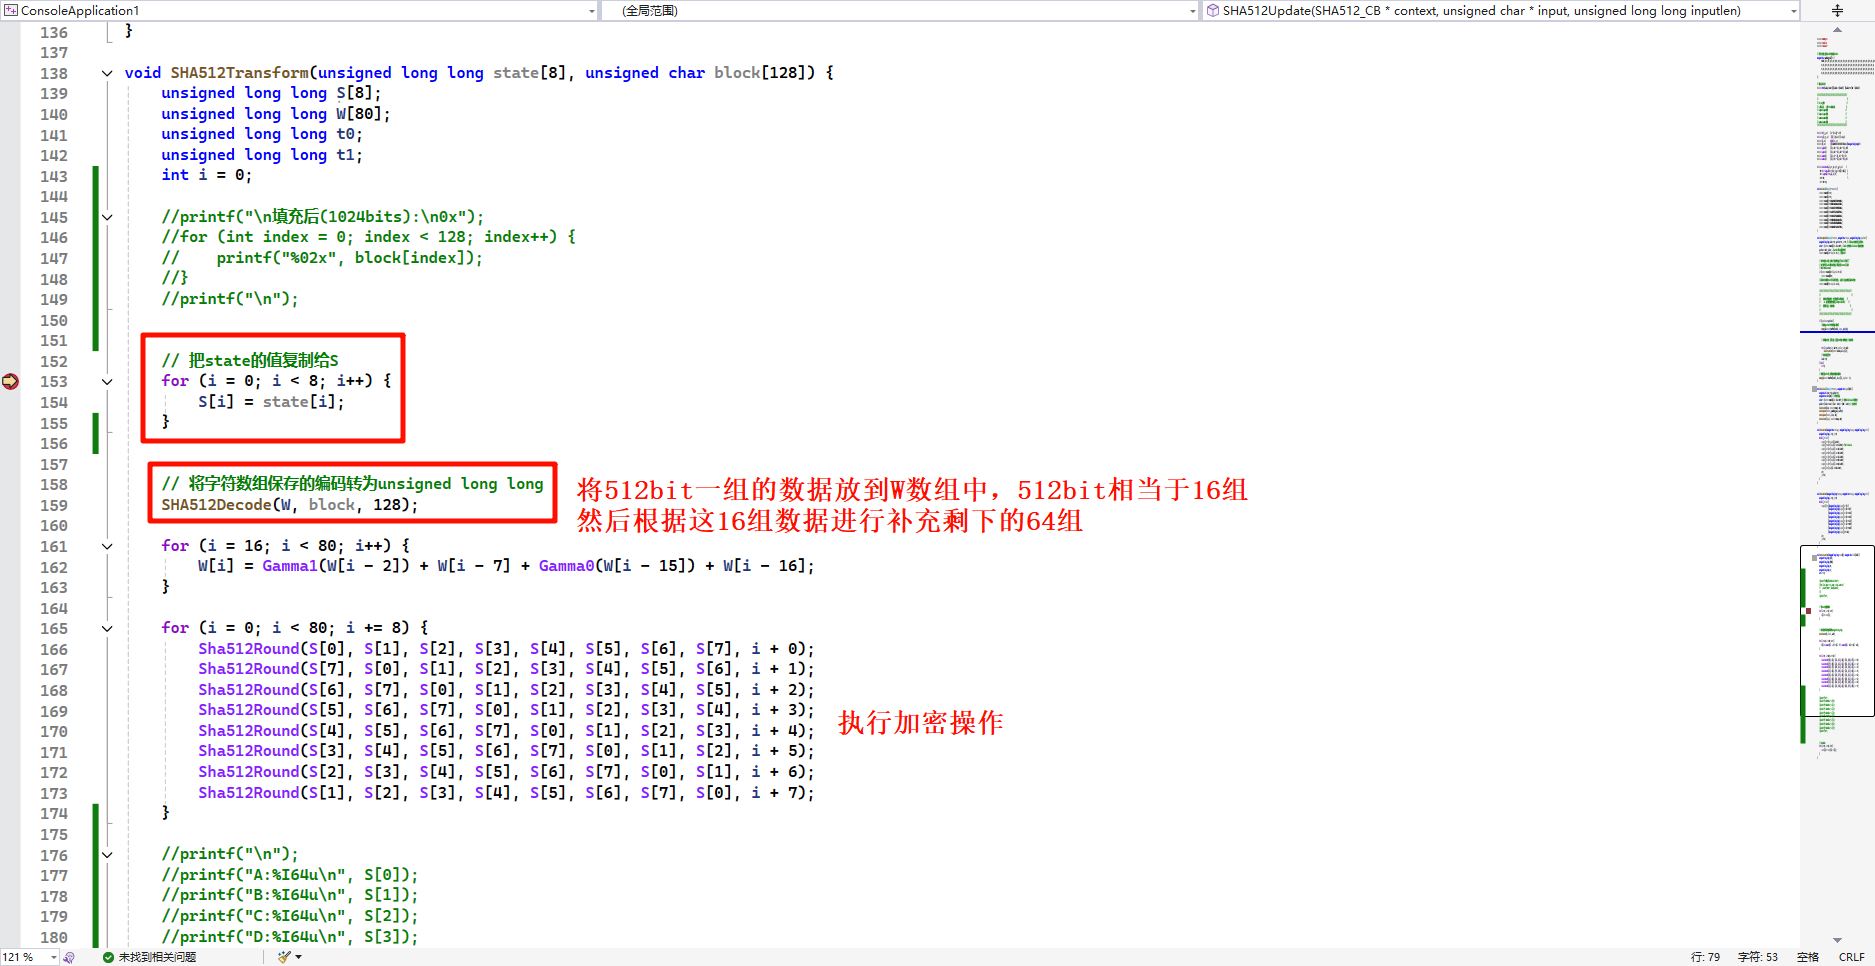 ConsoleApplication1
(全局范围)
SHA512Update(SHA512_CB * context, unsigned char * input, unsigned long long inputlen)
136 }
137
138 void SHA512Transform(unsigned long long state[8], unsigned char block[128]) {
139 unsigned long long S[8];
140 unsigned long long W[80];
141 unsigned long long t0;
142 unsigned long long t1;
143 int i = 0;
144
145 //printf("\n填充后(1024bits):\n0x");
146 //for (int index = 0; index < 128; index++) {
147 //    printf("%02x", block[index]);
148 //}
149 //printf("\n");
150
151
152 // 把state的值复制给S
153 for (i = 0; i < 8; i++) {
154 S[i] = state[i];
155 }
156
157
158 // 将字符数组保存的编码转为unsigned long long
159 SHA512Decode(W, block, 128);
将512bit一组的数据放到W数组中，512bit相当于16组
然后根据这16组数据进行补充剩下的64组
160
161 for (i = 16; i < 80; i++) {
162 W[i] = Gamma1(W[i - 2]) + W[i - 7] + Gamma0(W[i - 15]) + W[i - 16];
163 }
164
165 for (i = 0; i < 80; i += 8) {
166 Sha512Round(S[0], S[1], S[2], S[3], S[4], S[5], S[6], S[7], i + 0);
167 Sha512Round(S[7], S[0], S[1], S[2], S[3], S[4], S[5], S[6], i + 1);
168 Sha512Round(S[6], S[7], S[0], S[1], S[2], S[3], S[4], S[5], i + 2);
169 Sha512Round(S[5], S[6], S[7], S[0], S[1], S[2], S[3], S[4], i + 3);
执行加密操作
170 Sha512Round(S[4], S[5], S[6], S[7], S[0], S[1], S[2], S[3], i + 4);
171 Sha512Round(S[3], S[4], S[5], S[6], S[7], S[0], S[1], S[2], i + 5);
172 Sha512Round(S[2], S[3], S[4], S[5], S[6], S[7], S[0], S[1], i + 6);
173 Sha512Round(S[1], S[2], S[3], S[4], S[5], S[6], S[7], S[0], i + 7);
174 }
175
176 //printf("\n");
177 //printf("A:%I64u\n", S[0]);
178 //printf("B:%I64u\n", S[1]);
179 //printf("C:%I64u\n", S[2]);
180 //printf("D:%I64u\n", S[3]);
121 %
未找到相关问题
行: 79 字符: 53 空格 CRLF